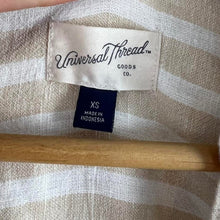 Universal Thread™
GOODS
CO.
XS
MADE IN
INDONESIA